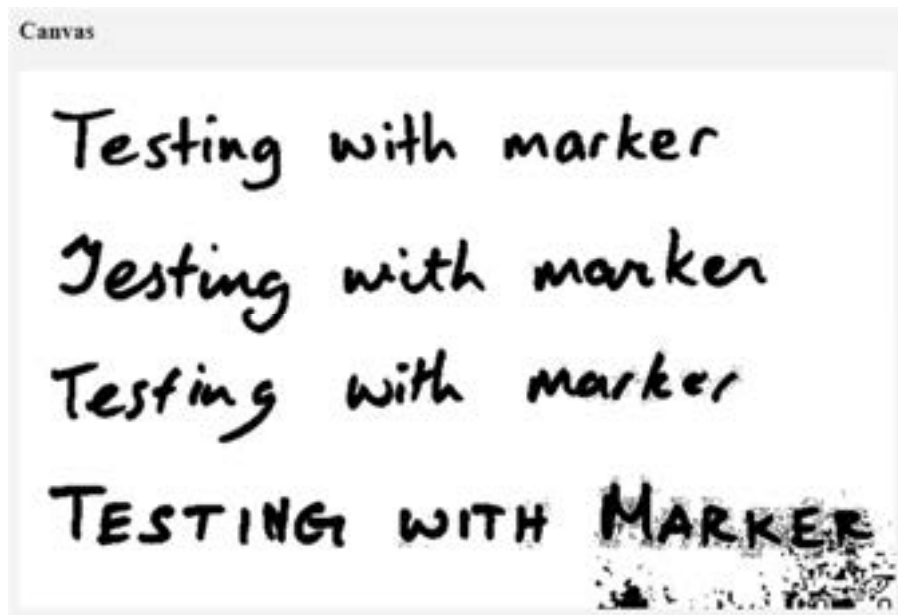 Canvas
Testing with marker
Testing with marker
Testing with marker
TESTING WITH MARKER